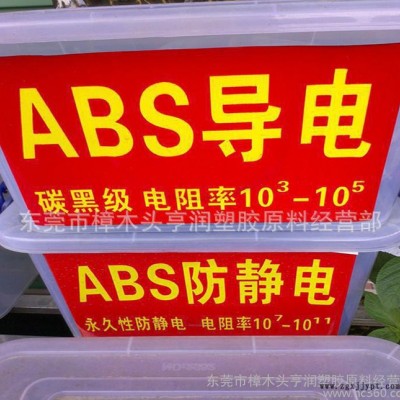 ABS导电
碳黑级 电阻率10³-10⁵
东莞市樟木头亨润塑胶原料经营部
ABS防静电
永久性防静电 电阻率10⁷-10¹¹
东莞市樟木头亨润塑胶原料经营部